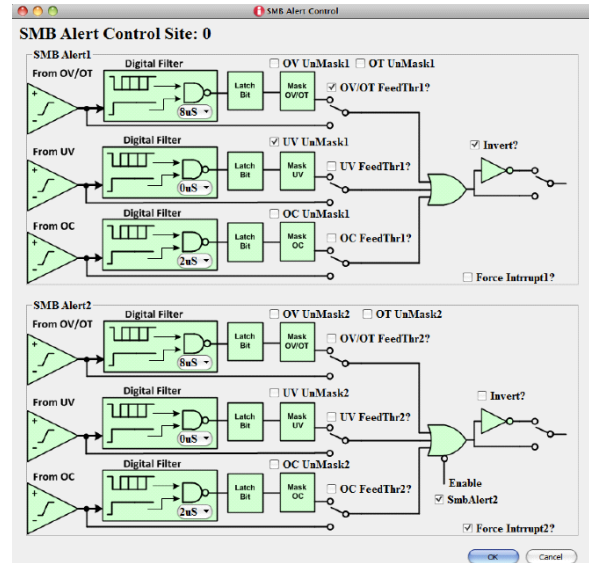 SMB Alert Control
SMB Alert Control Site: 0
SMB Alert1
From OV/OT
Digital Filter
8uS
Latch
Bit
Mask
OV/OT
OV UnMask1
OT UnMask1
OV/OT FeedThr1?
From UV
Digital Filter
0uS
Latch
Bit
Mask
UV
UV UnMask1
UV FeedThr1?
Invert?
From OC
Digital Filter
2uS
Latch
Bit
Mask
OC
OC UnMask1
OC FeedThr1?
Force Intrrupt1?
SMB Alert2
From OV/OT
Digital Filter
8uS
Latch
Bit
Mask
OV/OT
OV UnMask2
OT UnMask2
OV/OT FeedThr2?
From UV
Digital Filter
0uS
Latch
Bit
Mask
UV
UV UnMask2
UV FeedThr2?
Invert?
From OC
Digital Filter
2uS
Latch
Bit
Mask
OC
OC UnMask2
OC FeedThr2?
Enable
SmbAlert2
Force Intrrupt2?
OK
Cancel